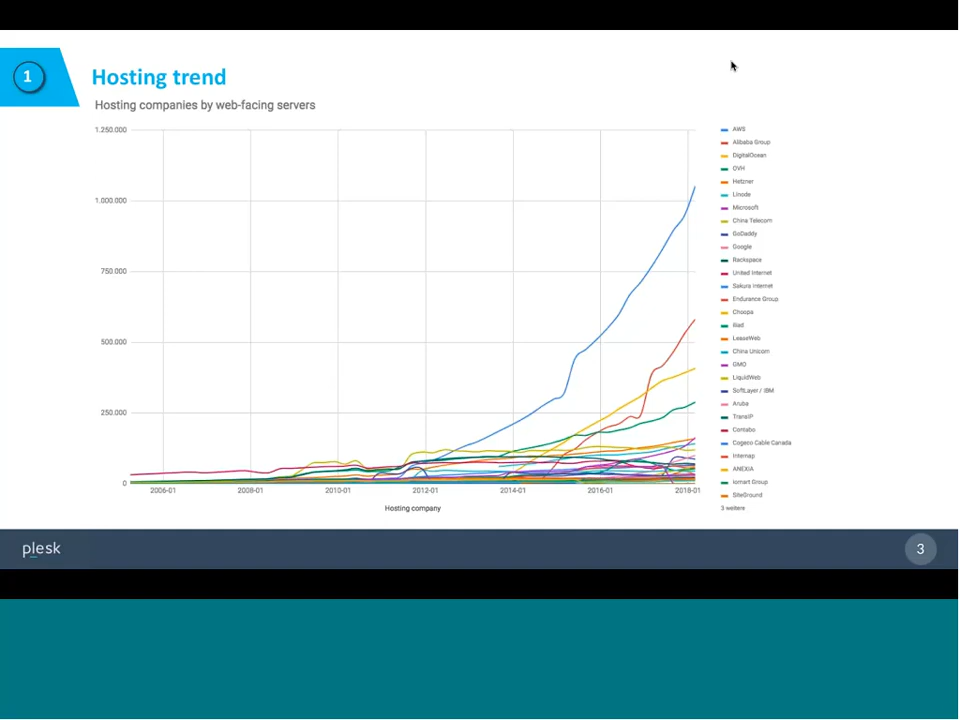 1
Hosting trend
Hosting companies by web-facing servers
1.250.000
1.000.000
750.000
500.000
250.000
0
2006-01
2008-01
2010-01
2012-01
2014-01
2016-01
2018-01
Hosting company
AWS
Alibaba Group
DigitalOcean
OVH
Hetzner
Linode
Microsoft
China Telecom
GoDaddy
Google
Rackspace
United Internet
Sakura Internet
Endurance Group
Choopa
Iliad
LeaseWeb
China Unicom
GMO
LiquidWeb
SoftLayer / IBM
Aruba
TransIP
Contabo
Cogeco Cable Canada
Internap
ANEXIA
iomart Group
SiteGround
3 weitere
plesk
3